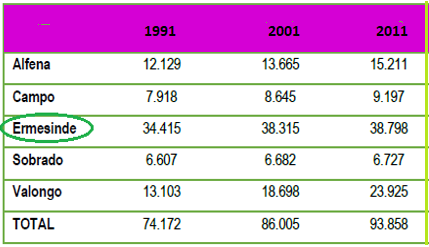 1991 2001 2011
Alfena 12.129 13.665 15.211
Campo 7.918 8.645 9.197
Ermesinde 34.415 38.315 38.798
Sobrado 6.607 6.682 6.727
Valongo 13.103 18.698 23.925
TOTAL 74.172 86.005 93.858